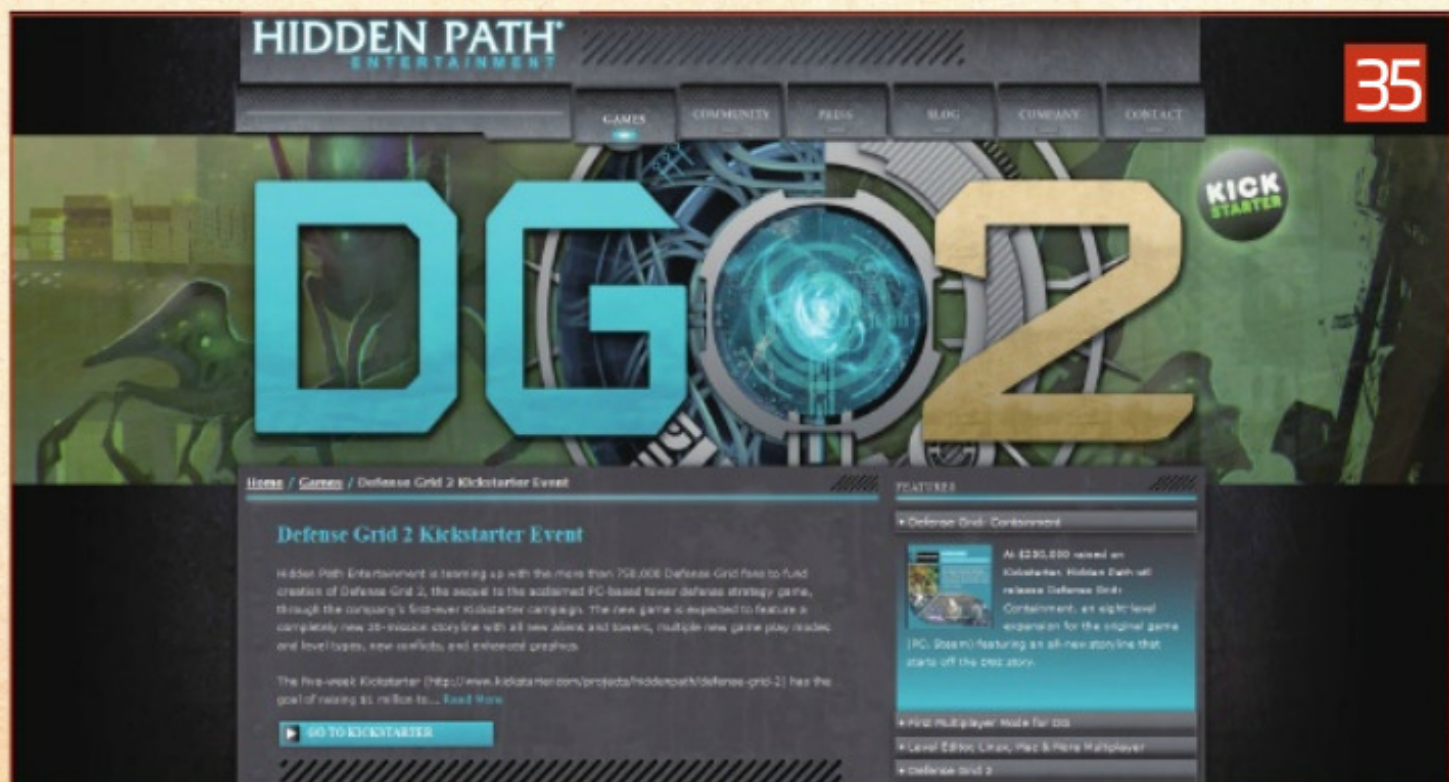 HIDDEN PATH
ENTERTAINMENT
35
GAMES
COMMUNITY
PRESS
BLOG
COMPANY
CONTACT
KICK
STARTER
DG 2
Home / Games / Defense Grid 2 Kickstarter Event
Defense Grid 2 Kickstarter Event
Hidden Path Entertainment is teaming up with the more than 750,000 Defense Grid fans to fund
creation of Defense Grid 2, the sequel to the acclaimed PC-based tower defense strategy game,
through the company's first-ever Kickstarter campaign. The new game is expected to feature a
completely new 20-mission storyline with all new aliens and towers, multiple new game play modes
and level types, new conflicts, and enhanced graphics.
The five-week Kickstarter (http://www.kickstarter.com/projects/hiddenpath/defense-grid-2) has the
goal of raising $1 million to... Read More
GO TO KICKSTARTER
FEATURES
+ Defense Grid: Containment
At $250,000 raised on
Kickstarter, Hidden Path will
release Defense Grid:
Containment, an eight-level
expansion for the original game
(PC, Steam) featuring an all-new storyline that
starts off the DG2 story.
+ First Multiplayer Mode for DG
+ Level Editor, Linux, Mac & More Multiplayer
+ Defense Grid 2